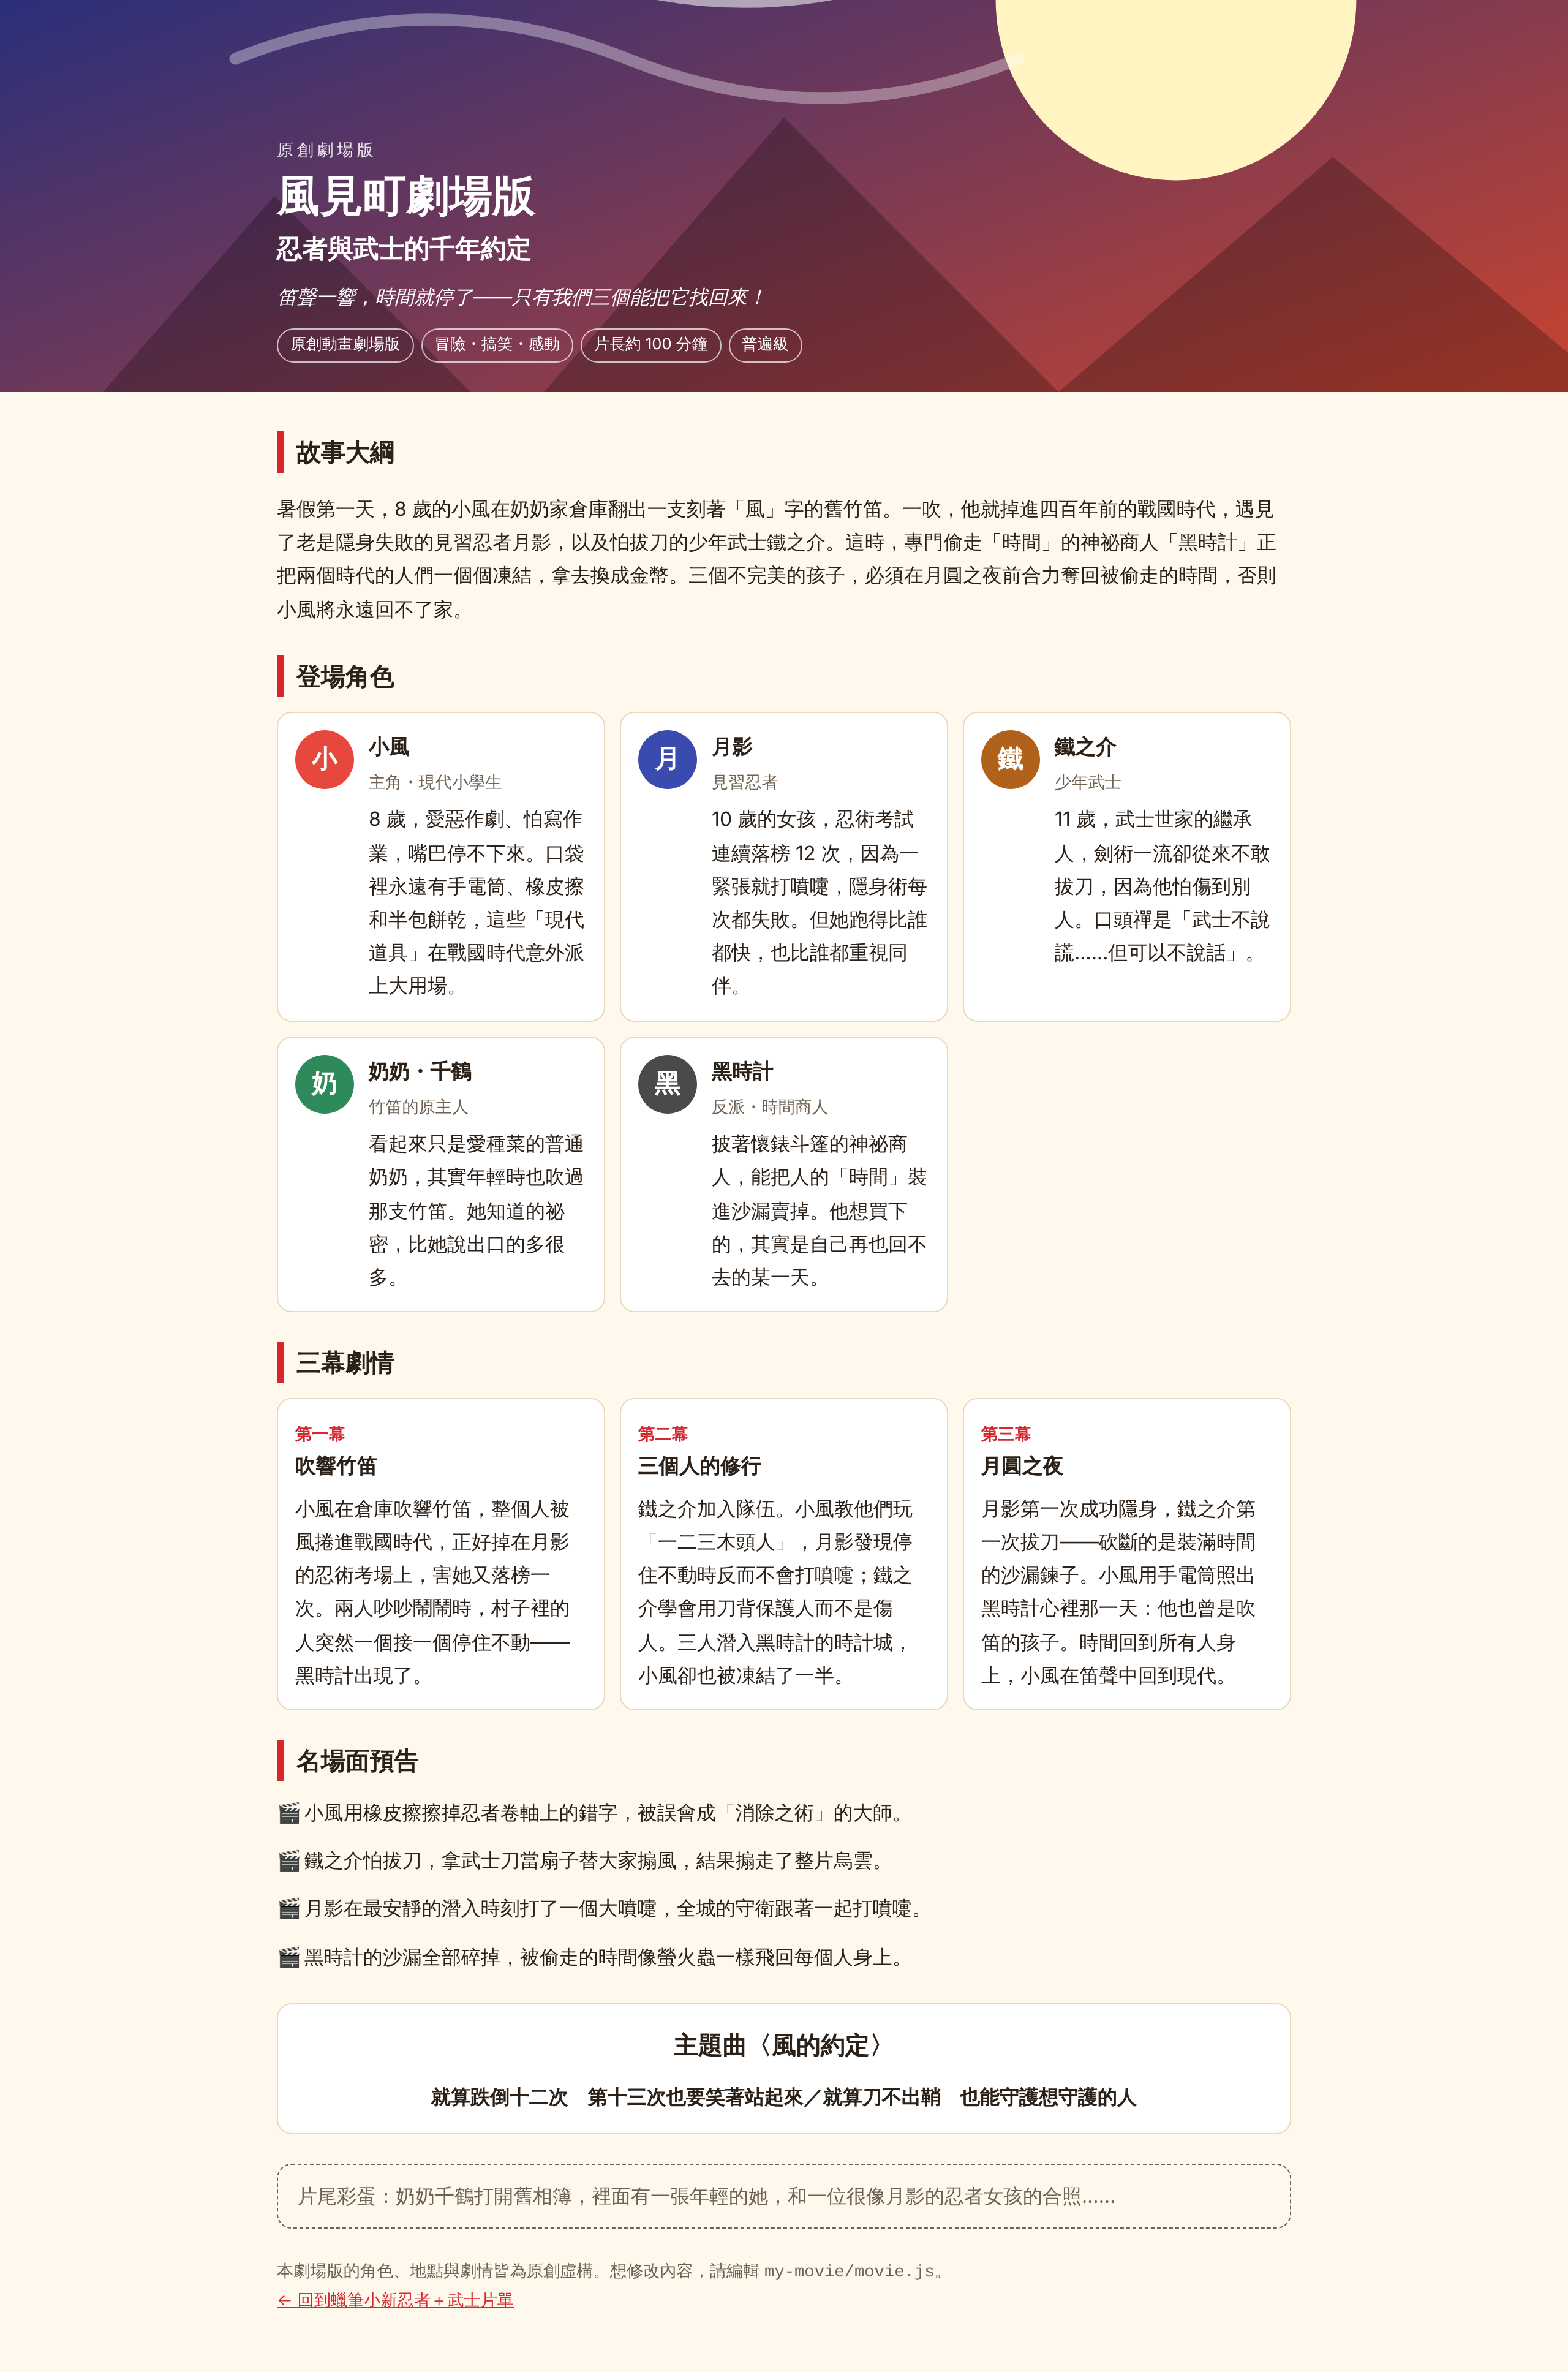 原創劇場版
風見町劇場版
忍者與武士的千年約定
笛聲一響，時間就停了——只有我們三個能把它找回來！
原創動畫劇場版
冒險・搞笑・感動
片長約 100 分鐘
普遍級
故事大綱
暑假第一天，8 歲的小風在奶奶家倉庫翻出一支刻著「風」字的舊竹笛。一吹，他就掉進四百年前的戰國時代，遇見
了老是隱身失敗的見習忍者月影，以及怕拔刀的少年武士鐵之介。這時，專門偷走「時間」的神祕商人「黑時計」正
把兩個時代的人們一個個凍結，拿去換成金幣。三個不完美的孩子，必須在月圓之夜前合力奪回被偷走的時間，否則
小風將永遠回不了家。
登場角色
小
小風
主角・現代小學生
8 歲，愛惡作劇、怕寫作
業，嘴巴停不下來。口袋
裡永遠有手電筒、橡皮擦
和半包餅乾，這些「現代
道具」在戰國時代意外派
上大用場。
月
月影
見習忍者
10 歲的女孩，忍術考試
連續落榜 12 次，因為一
緊張就打噴嚏，隱身術每
次都失敗。但她跑得比誰
都快，也比誰都重視同
伴。
鐵
鐵之介
少年武士
11 歲，武士世家的繼承
人，劍術一流卻從來不敢
拔刀，因為他怕傷到別
人。口頭禪是「武士不說
謊……但可以不說話」。
奶
奶奶・千鶴
竹笛的原主人
看起來只是愛種菜的普通
奶奶，其實年輕時也吹過
那支竹笛。她知道的祕
密，比她說出口的多很
多。
黑
黑時計
反派・時間商人
披著懷錶斗篷的神祕商
人，能把人的「時間」裝
進沙漏賣掉。他想買下
的，其實是自己再也回不
去的某一天。
三幕劇情
第一幕
吹響竹笛
小風在倉庫吹響竹笛，整個人被
風捲進戰國時代，正好掉在月影
的忍術考場上，害她又落榜一
次。兩人吵吵鬧鬧時，村子裡的
人突然一個接一個停住不動——
黑時計出現了。
第二幕
三個人的修行
鐵之介加入隊伍。小風教他們玩
「一二三木頭人」，月影發現停
住不動時反而不會打噴嚏；鐵之
介學會用刀背保護人而不是傷
人。三人潛入黑時計的時計城，
小風卻也被凍結了一半。
第三幕
月圓之夜
月影第一次成功隱身，鐵之介第
一次拔刀——砍斷的是裝滿時間
的沙漏鍊子。小風用手電筒照出
黑時計心裡那一天：他也曾是吹
笛的孩子。時間回到所有人身
上，小風在笛聲中回到現代。
名場面預告
🎬 小風用橡皮擦擦掉忍者卷軸上的錯字，被誤會成「消除之術」的大師。
🎬 鐵之介怕拔刀，拿武士刀當扇子替大家搧風，結果搧走了整片烏雲。
🎬 月影在最安靜的潛入時刻打了一個大噴嚏，全城的守衛跟著一起打噴嚏。
🎬 黑時計的沙漏全部碎掉，被偷走的時間像螢火蟲一樣飛回每個人身上。
主題曲〈風的約定〉
就算跌倒十二次　第十三次也要笑著站起來／就算刀不出鞘　也能守護想守護的人
片尾彩蛋：奶奶千鶴打開舊相簿，裡面有一張年輕的她，和一位很像月影的忍者女孩的合照……
本劇場版的角色、地點與劇情皆為原創虛構。想修改內容，請編輯 my-movie/movie.js。
← 回到蠟筆小新忍者＋武士片單